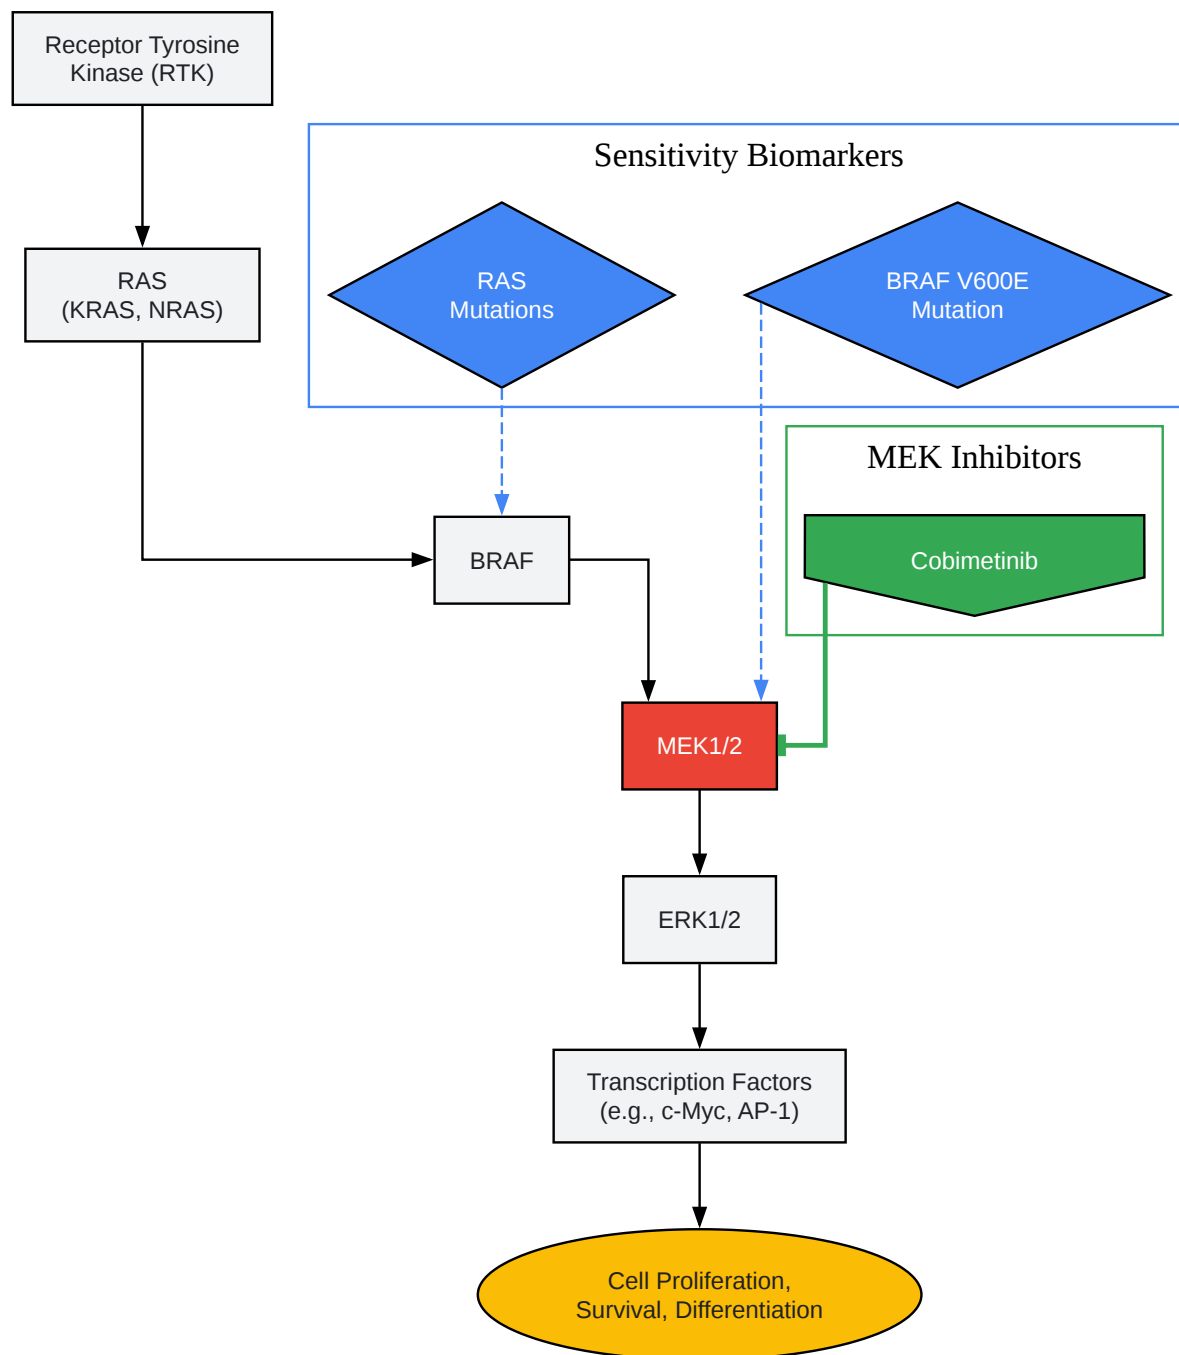 Receptor Tyrosine
Kinase (RTK)
Sensitivity Biomarkers
RAS
(KRAS, NRAS)
RAS
Mutations
BRAF V600E
Mutation
MEK Inhibitors
BRAF
Cobimetinib
MEK1/2
ERK1/2
Transcription Factors
(e.g., c-Myc, AP-1)
Cell Proliferation,
Survival, Differentiation